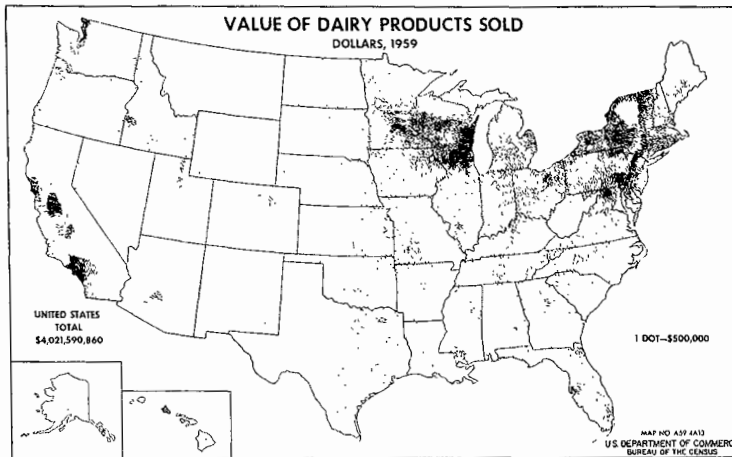 VALUE OF DAIRY PRODUCTS SOLD
DOLLARS, 1959
UNITED STATES
TOTAL
$4,021,590,860
1 DOT—$500,000
MAP NO A59 4A13
U.S. DEPARTMENT OF COMMERC
BUREAU OF THE CENSUS